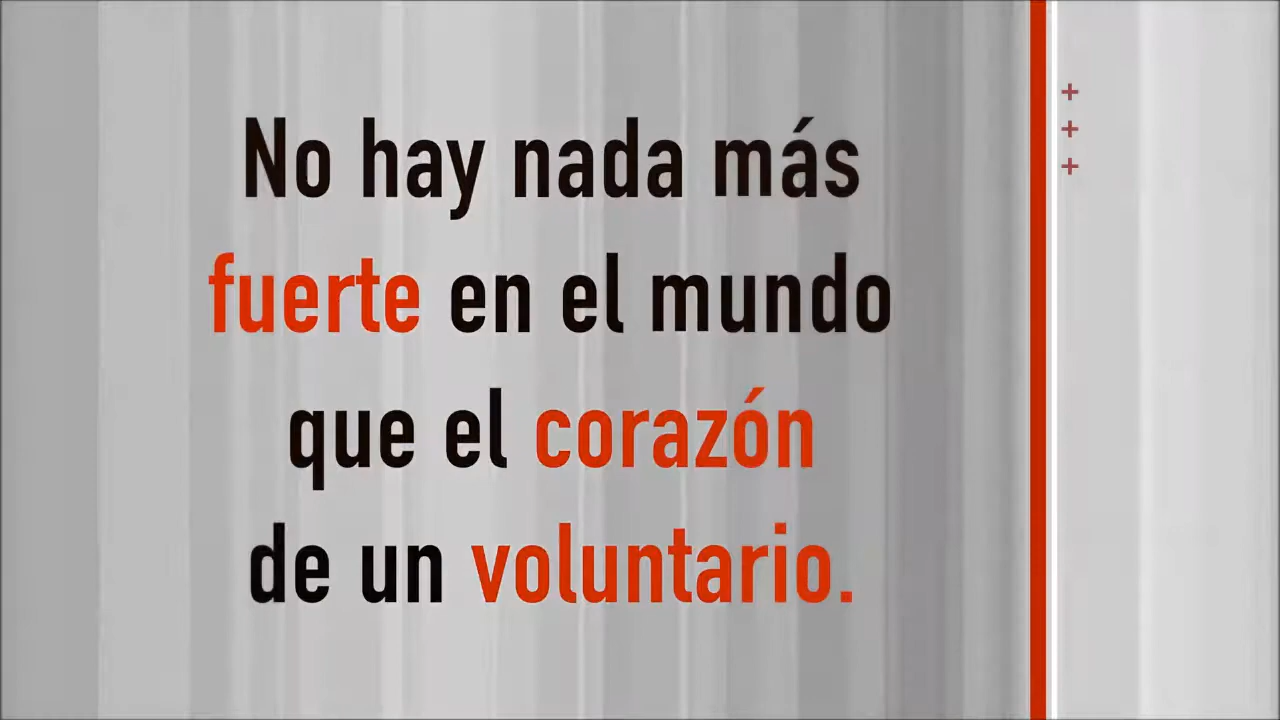 No hay nada más
fuerte en el mundo
que el corazón
de un voluntario.
+
+
+